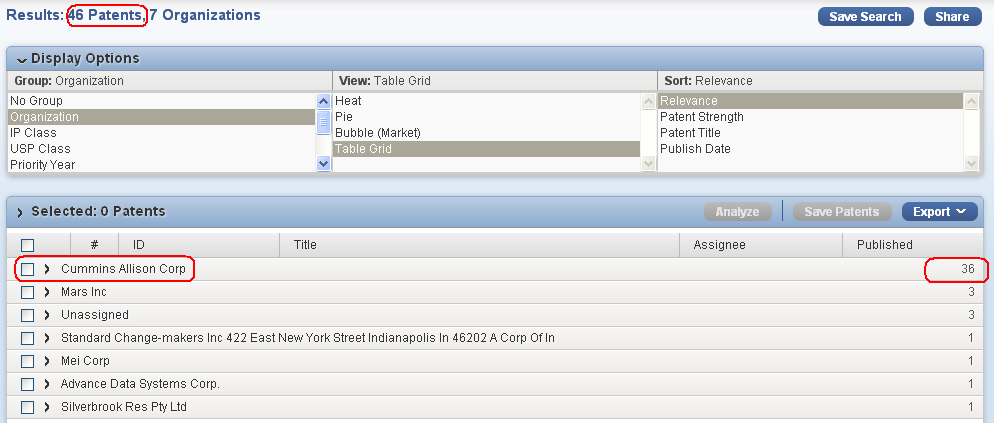 Results: 46 Patents, 7 Organizations
Save Search
Share
Display Options
Group: Organization
View: Table Grid
Sort: Relevance
No Group
Organization
IP Class
USP Class
Priority Year
Heat
Pie
Bubble (Market)
Table Grid
Relevance
Patent Strength
Patent Title
Publish Date
Selected: 0 Patents
Analyze
Save Patents
Export
# ID Title Assignee Published
Cummins Allison Corp 36
Mars Inc 3
Unassigned 3
Standard Change-makers Inc 422 East New York Street Indianapolis In 46202 A Corp Of In 1
Mei Corp 1
Advance Data Systems Corp. 1
Silverbrook Res Pty Ltd 1